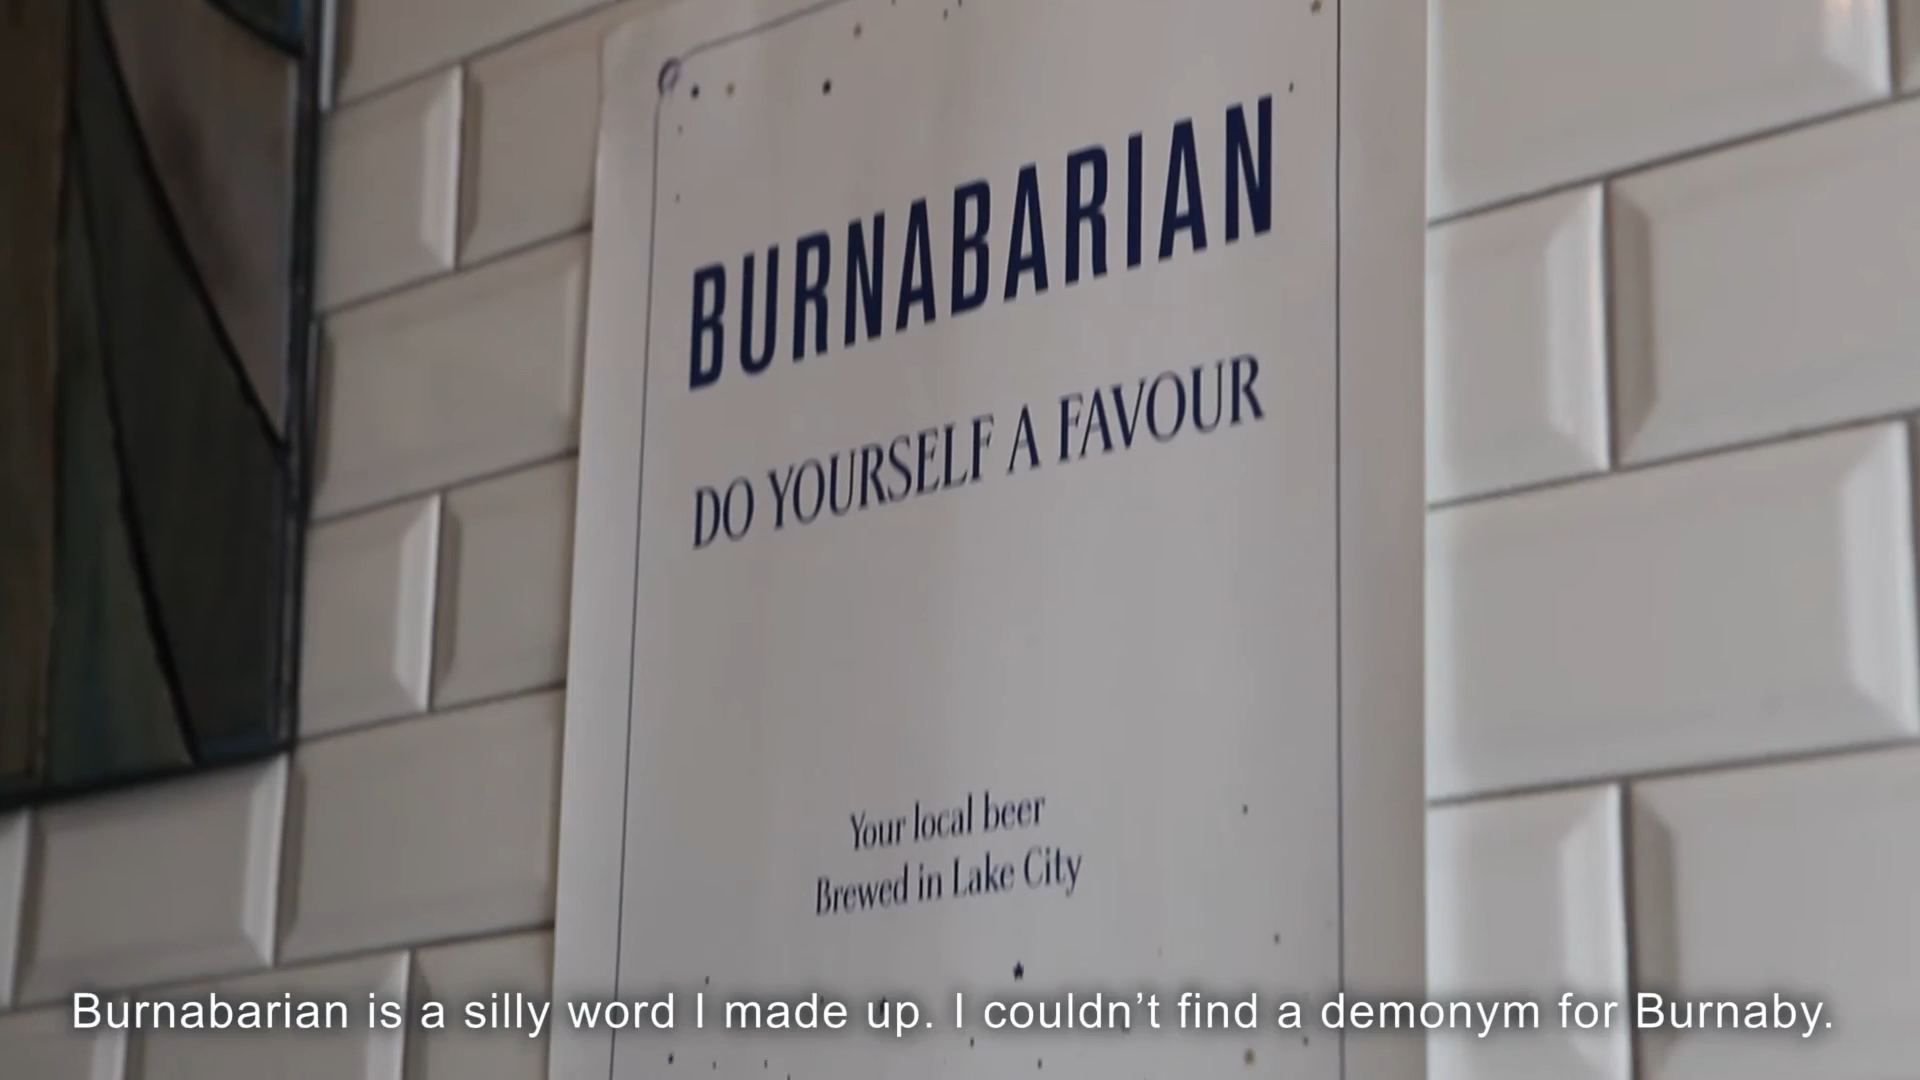 BURNABARIAN
DO YOURSELF A FAVOUR
Your local beer
Brewed in Lake City
Burnabarian is a silly word I made up. I couldn’t find a demonym for Burnaby.